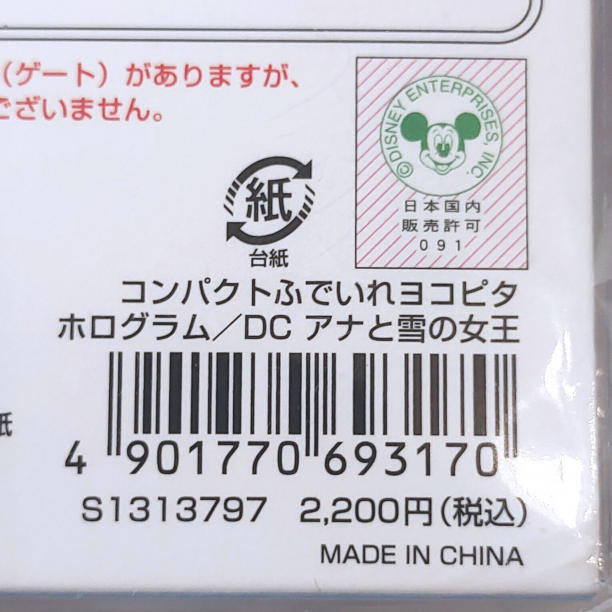 （ゲート）がありますが、
ございません。
©DISNEY ENTERPRISES, INC.
日本国内
販売許可
091
紙
台紙
コンパクトふでいれヨコピタ
ホログラム／DC アナと雪の女王
紙
4 901770 693170
S1313797 2,200円（税込）
MADE IN CHINA